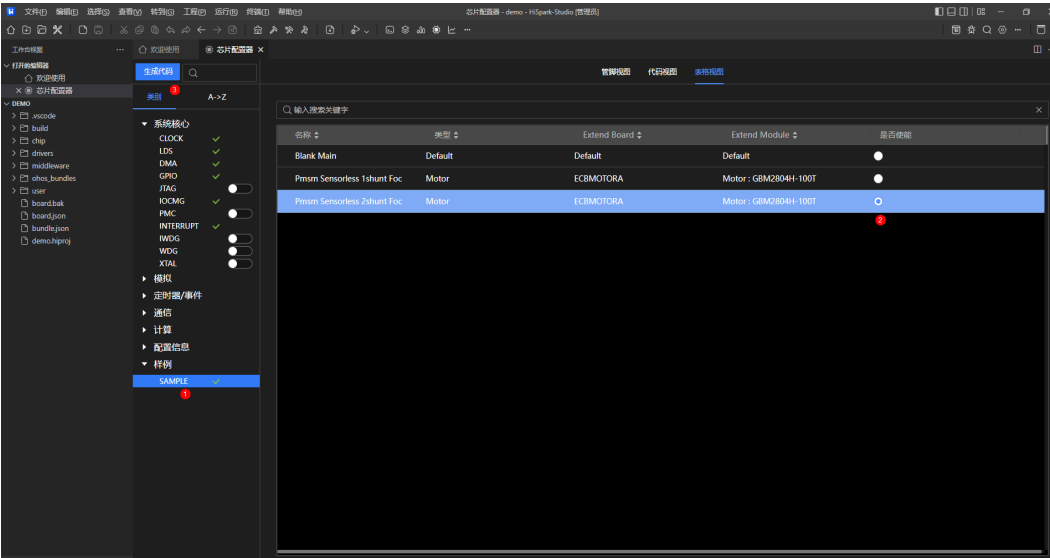 文件(F) 编辑(E) 选择(S) 查看(V) 转到(G) 工程(P) 运行(R) 终端(T) 帮助(H) 芯片配置器 - demo - HiSpark-Studio [管理员]
工作台视图 ··· 欢迎使用 芯片配置器
打开的编辑器
欢迎使用
芯片配置器
DEMO
.vscode
build
chip
drivers
middleware
ohos_bundles
user
board.bak
board.json
bundle.json
demo.hiproj
生成代码
类别 3 A->Z
系统核心
CLOCK
LDS
DMA
GPIO
JTAG
IOCMG
PMC
INTERRUPT
IWDG
WDG
XTAL
模拟
定时器/事件
通信
计算
配置信息
样例
SAMPLE
1
管脚视图 代码视图 表格视图
输入搜索关键字
名称 类型 Extend Board Extend Module 是否使能
Blank Main Default Default Default
Pmsm Sensorless 1shunt Foc Motor ECBMOTORA Motor : GBM2804H-100T
Pmsm Sensorless 2shunt Foc Motor ECBMOTORA Motor : GBM2804H-100T
2